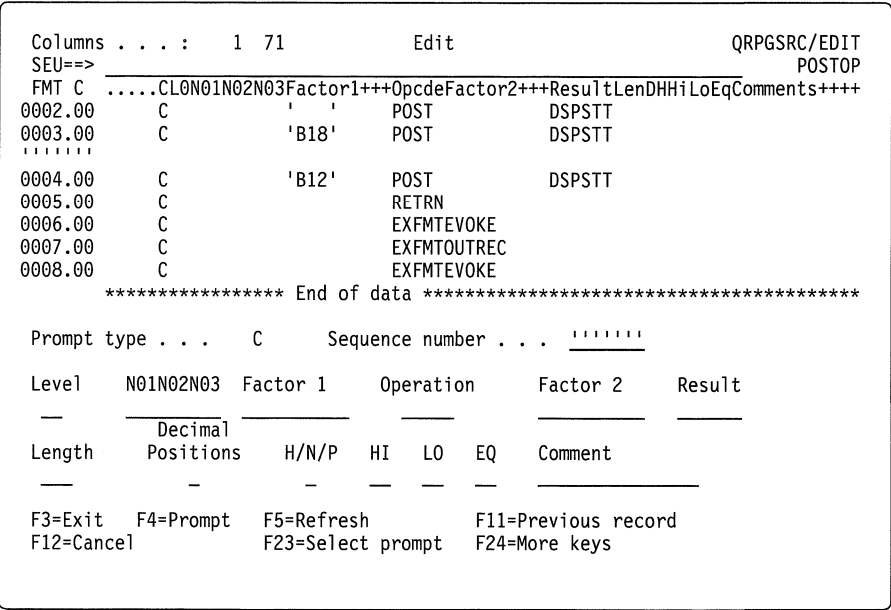 Columns . . . :    1  71            Edit                          QRPGSRC/EDIT
SEU==>                                                                  POSTOP
FMT C  .....CL0N01N02N03Factor1+++OpcdeFactor2+++ResultLenDHHiLoEqComments++++
0002.00      C         '   '      POST           DSPSTT
0003.00      C         'B18'      POST           DSPSTT
'''''''
0004.00      C         'B12'      POST           DSPSTT
0005.00      C                    RETRN
0006.00      C                    EXFMTEVOKE
0007.00      C                    EXFMTOUTREC
0008.00      C                    EXFMTEVOKE
***************** End of data *****************************************
Prompt type . . .   C     Sequence number . . .  '''''''
Level    N01N02N03  Factor 1    Operation      Factor 2    Result
Decimal
Length    Positions    H/N/P   HI   LO   EQ    Comment
F3=Exit   F4=Prompt   F5=Refresh          F11=Previous record
F12=Cancel            F23=Select prompt   F24=More keys